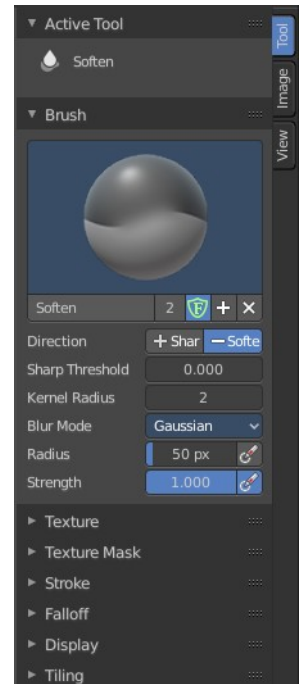 Active Tool
Soften
Brush
Soften 2 F
Direction Shar Softe
Sharp Threshold 0.000
Kernel Radius 2
Blur Mode Gaussian
Radius 50 px
Strength 1.000
Texture
Texture Mask
Stroke
Falloff
Display
Tiling
Tool
Image
View